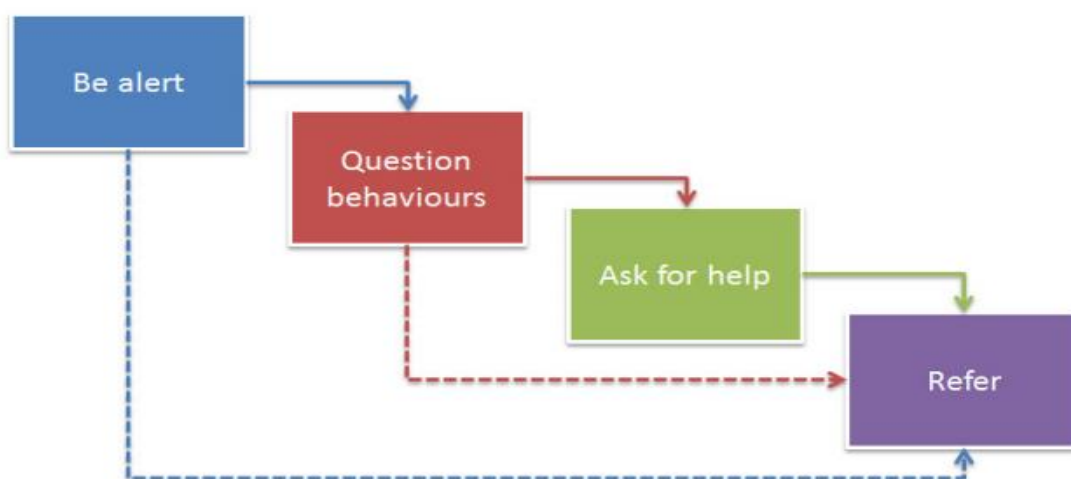 Be alert
Question
behaviours
Ask for help
Refer